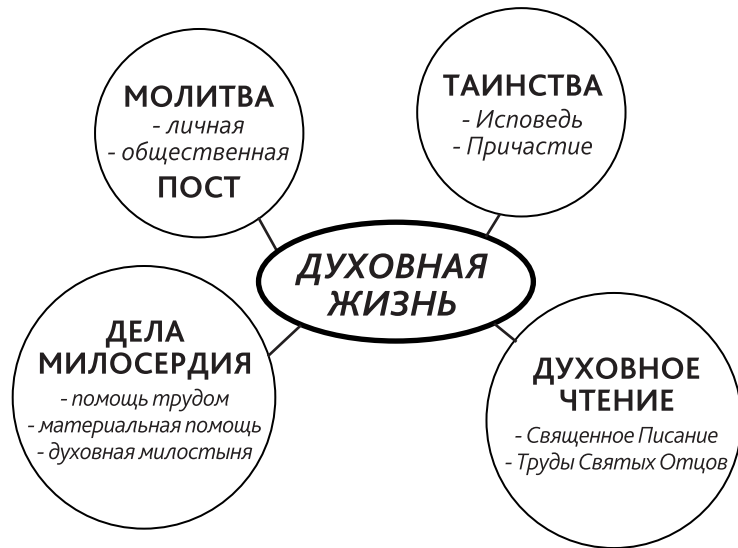 МОЛИТВА
- личная
- общественная
ПОСТ
ТАИНСТВА
- Исповедь
- Причастие
ДУХОВНАЯ
ЖИЗНЬ
ДЕЛА
МИЛОСЕРДИЯ
- помощь трудом
- материальная помощь
- духовная милостыня
ДУХОВНОЕ
ЧТЕНИЕ
- Священное Писание
- Труды Святых Отцов